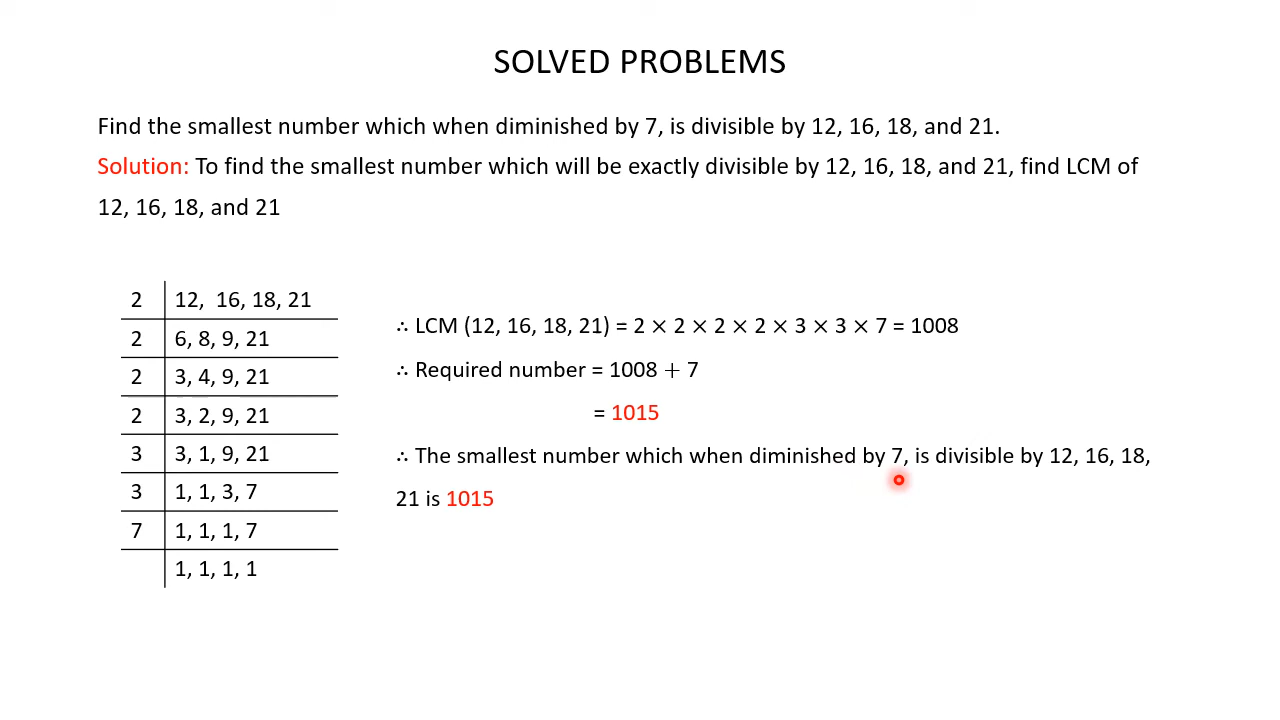 SOLVED PROBLEMS
Find the smallest number which when diminished by 7, is divisible by 12, 16, 18, and 21.
Solution: To find the smallest number which will be exactly divisible by 12, 16, 18, and 21, find LCM of
12, 16, 18, and 21
2 12, 16, 18, 21
2 6, 8, 9, 21
2 3, 4, 9, 21
2 3, 2, 9, 21
3 3, 1, 9, 21
3 1, 1, 3, 7
7 1, 1, 1, 7
1, 1, 1, 1
∴ LCM (12, 16, 18, 21) = 2 × 2 × 2 × 2 × 3 × 3 × 7 = 1008
∴ Required number = 1008 + 7
= 1015
∴ The smallest number which when diminished by 7, is divisible by 12, 16, 18,
21 is 1015